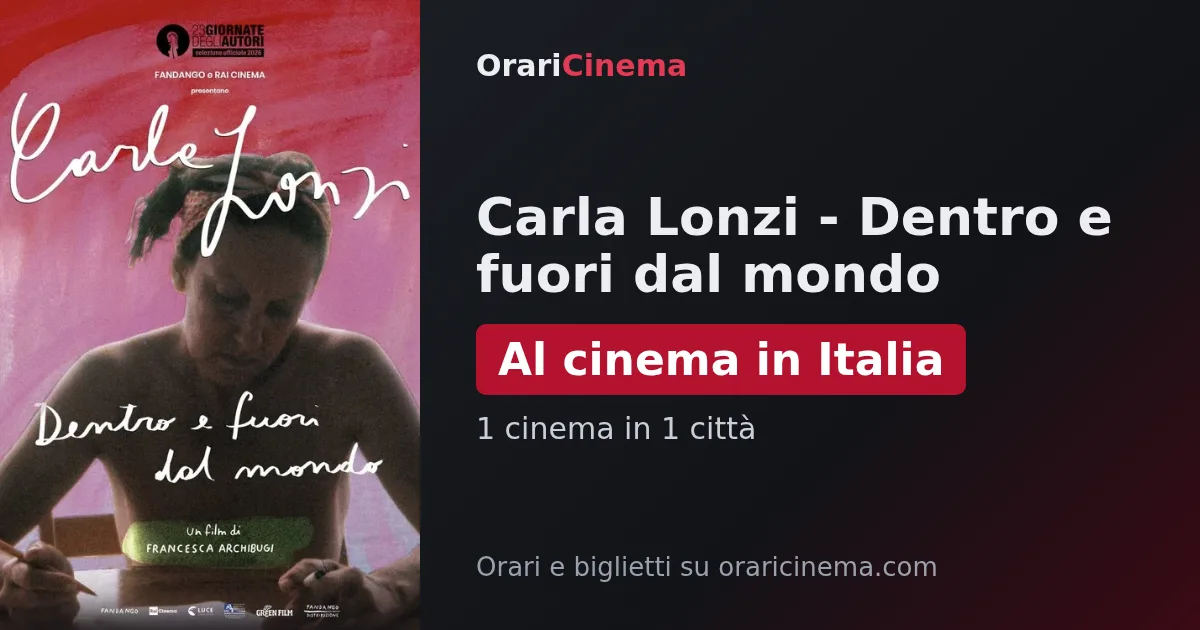 23 GIORNATE
DEGLI AUTORI
selezione ufficiale 2026
FANDANGO e RAI CINEMA
presentano
Carla Lonzi
Dentro e fuori
dal mondo
un film di
FRANCESCA ARCHIBUGI
FANDANGO Rai Cinema LUCE GREEN FILM FANDANGO
DISTRIBUZIONE
OrariCinema
Carla Lonzi - Dentro e
fuori dal mondo
Al cinema in Italia
1 cinema in 1 città
Orari e biglietti su oraricinema.com